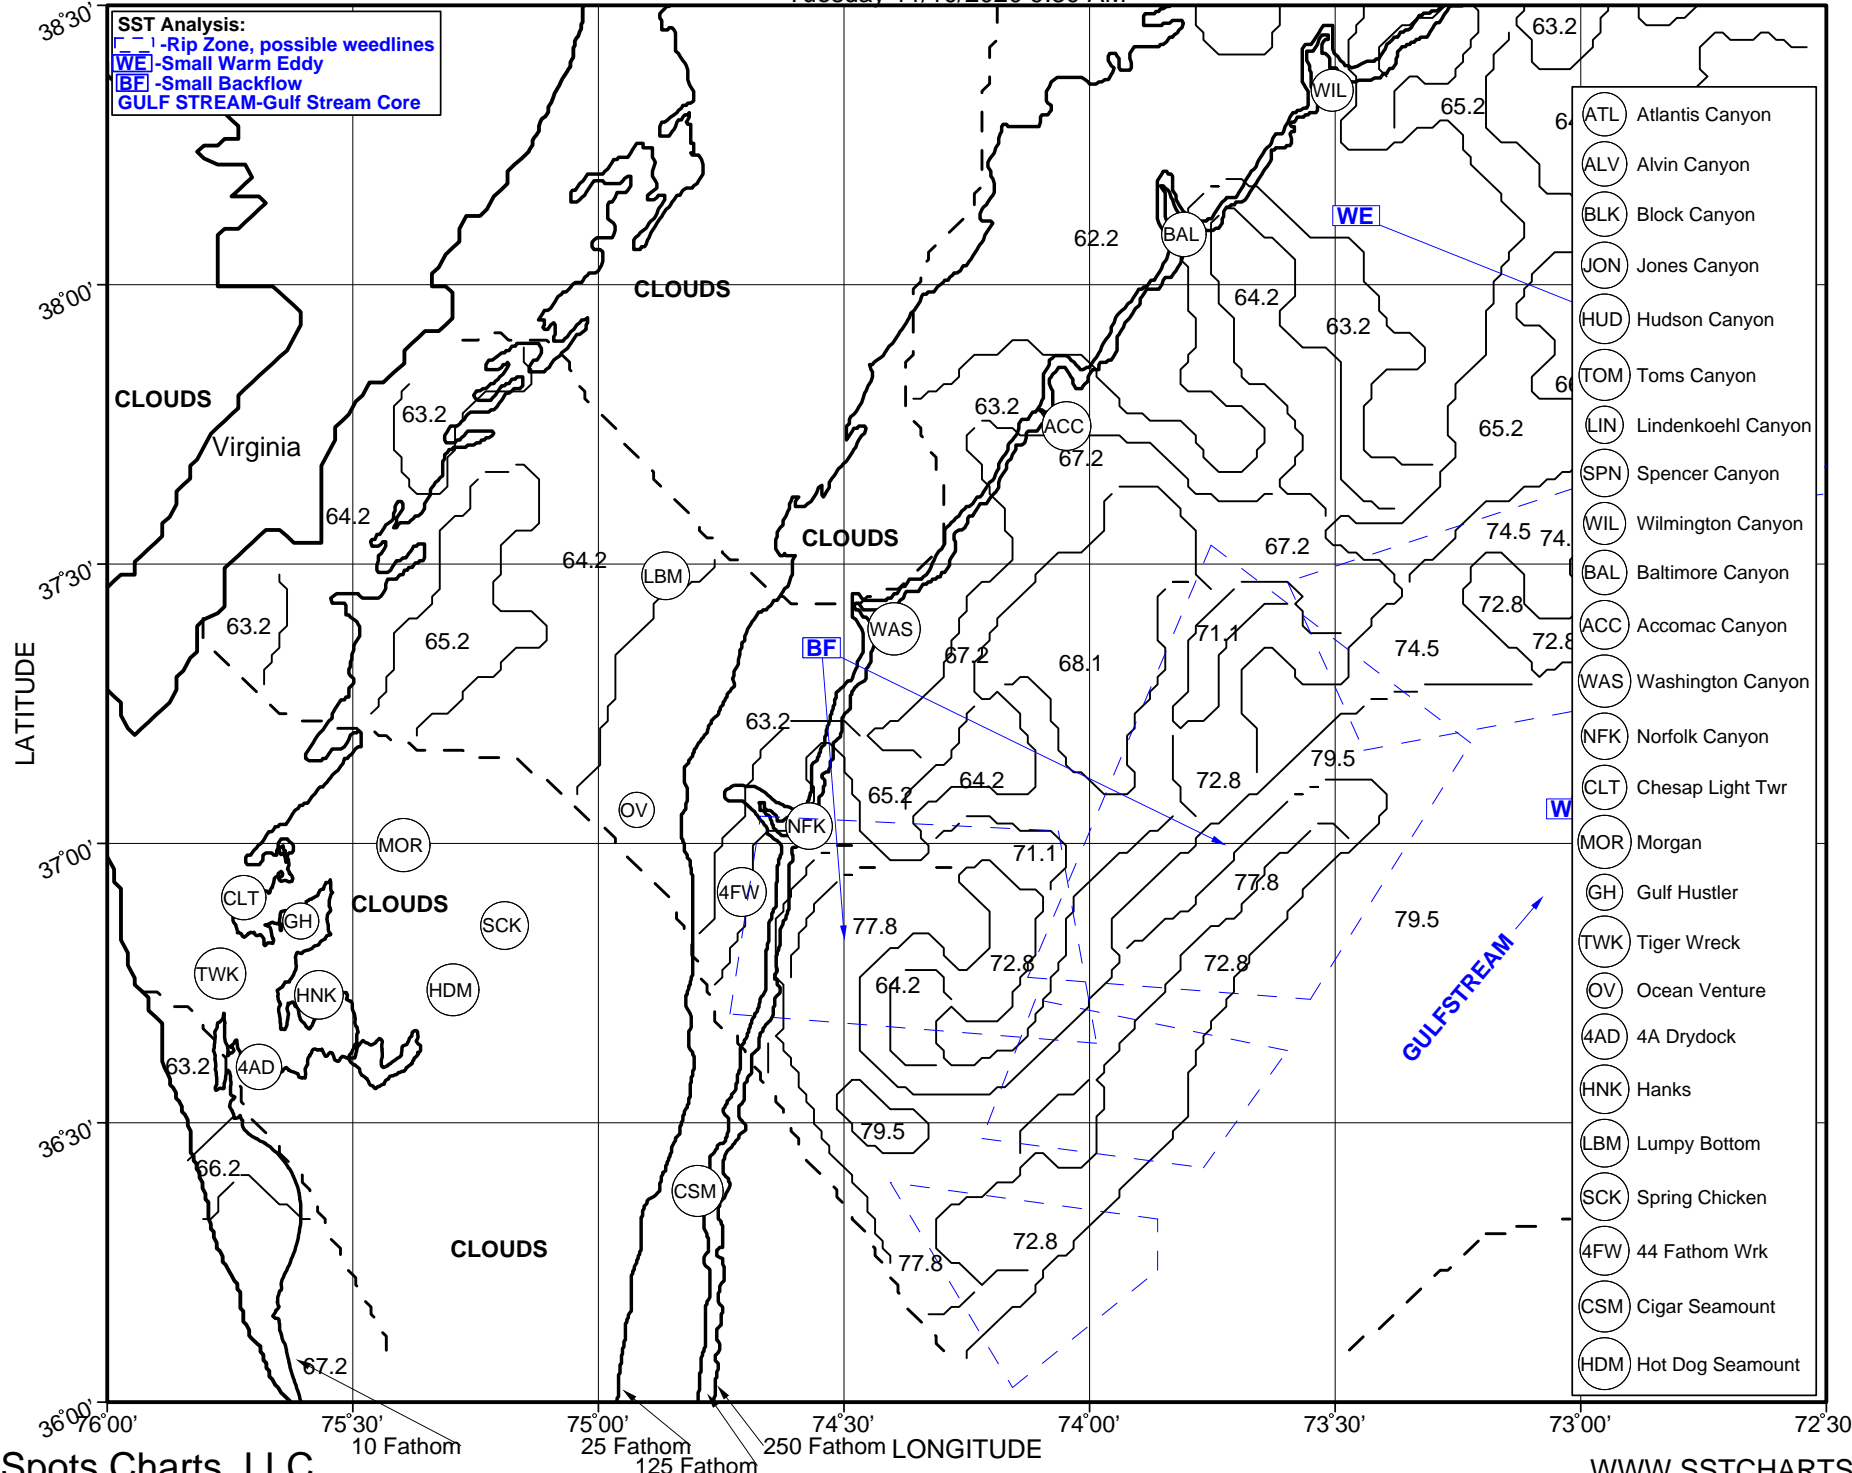 SST Analysis:
-Rip Zone, possible weedlines
WE -Small Warm Eddy
BF -Small Backflow
GULF STREAM-Gulf Stream Core
38°30'
38°00'
37°30'
37°00'
36°30'
36°00'
LATITUDE
76°00'
75°30'
75°00'
74°30'
74°00'
73°30'
73°00'
72°30'
LONGITUDE
10 Fathom
25 Fathom
125 Fathom
250 Fathom
WWW.SSTCHARTS
Spots Charts, LLC
ATL Atlantis Canyon
ALV Alvin Canyon
BLK Block Canyon
JON Jones Canyon
HUD Hudson Canyon
TOM Toms Canyon
LIN Lindenkoehl Canyon
SPN Spencer Canyon
WIL Wilmington Canyon
BAL Baltimore Canyon
ACC Accomac Canyon
WAS Washington Canyon
NFK Norfolk Canyon
CLT Chesap Light Twr
MOR Morgan
GH Gulf Hustler
TWK Tiger Wreck
OV Ocean Venture
4AD 4A Drydock
HNK Hanks
LBM Lumpy Bottom
SCK Spring Chicken
4FW 44 Fathom Wrk
CSM Cigar Seamount
HDM Hot Dog Seamount
63.2
WIL
65.2
WE
62.2
BAL
CLOUDS
64.2
63.2
CLOUDS
63.2
63.2
ACC
65.2
Virginia
67.2
64.2
CLOUDS
74.5
67.2
64.2
LBM
72.8
63.2
65.2
WAS
71.1
BF
67.2
68.1
74.5
72.8
63.2
79.5
64.2
72.8
65.2
OV
NFK
MOR
71.1
77.8
4FW
CLT
CLOUDS
GH
SCK
77.8
79.5
72.8
72.8
TWK
64.2
HNK
HDM
GULFSTREAM
63.2
4AD
79.5
66.2
CSM
72.8
CLOUDS
77.8
67.2